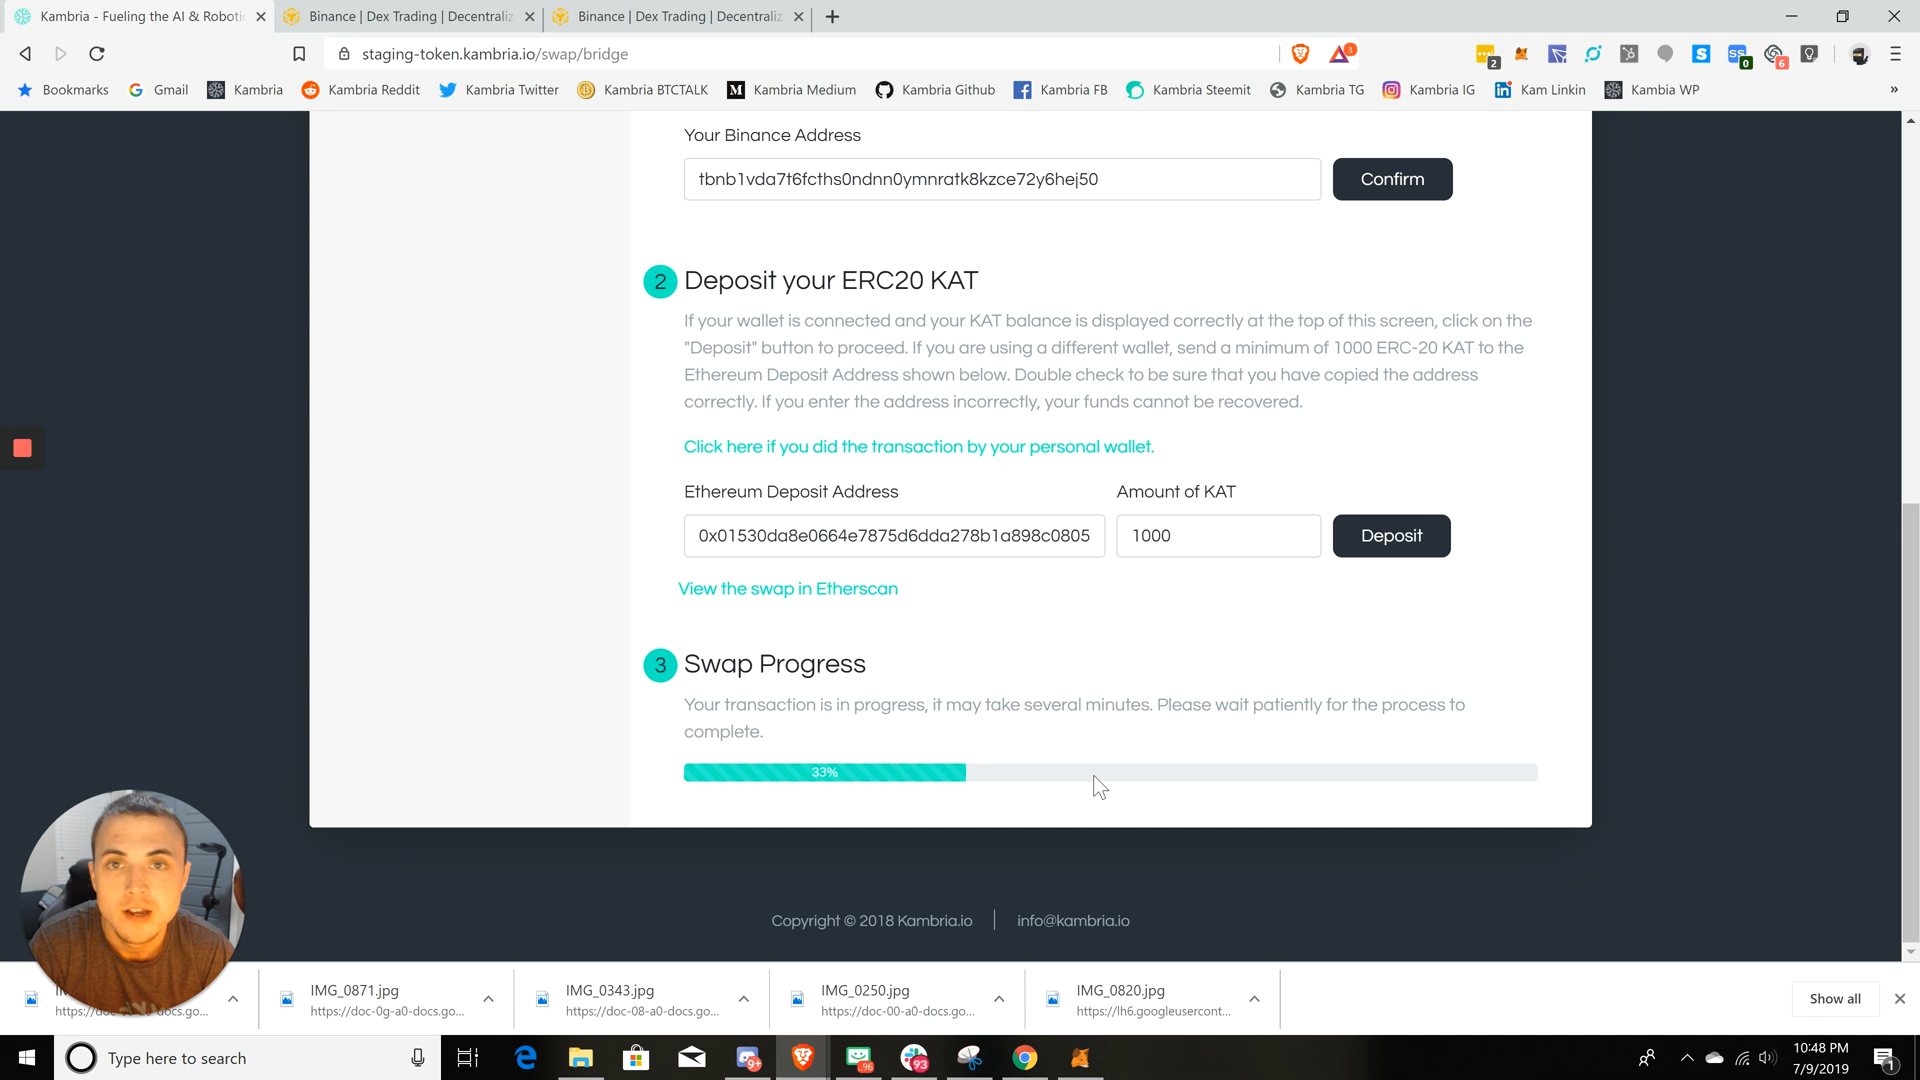 Kambria - Fueling the AI & Robotic
Binance | Dex Trading | Decentraliz
Binance | Dex Trading | Decentraliz
staging-token.kambria.io/swap/bridge
3
2
SS
0
6
Bookmarks
Gmail
Kambria
Kambria Reddit
Kambria Twitter
Kambria BTCTALK
Kambria Medium
Kambria Github
Kambria FB
Kambria Steemit
Kambria TG
Kambria IG
Kam Linkin
Kambia WP
Your Binance Address
tbnb1vda7t6fcths0ndnn0ymnratk8kzce72y6hej50
Confirm
2 Deposit your ERC20 KAT
If your wallet is connected and your KAT balance is displayed correctly at the top of this screen, click on the
"Deposit" button to proceed. If you are using a different wallet, send a minimum of 1000 ERC-20 KAT to the
Ethereum Deposit Address shown below. Double check to be sure that you have copied the address
correctly. If you enter the address incorrectly, your funds cannot be recovered.
Click here if you did the transaction by your personal wallet.
Ethereum Deposit Address
Amount of KAT
0x01530da8e0664e7875d6dda278b1a898c0805
1000
Deposit
View the swap in Etherscan
3 Swap Progress
Your transaction is in progress, it may take several minutes. Please wait patiently for the process to
complete.
33%
Copyright © 2018 Kambria.io
info@kambria.io
IMG_0871.jpg
https://doc-0g-a0-docs.go...
IMG_0343.jpg
https://doc-08-a0-docs.go...
IMG_0250.jpg
https://doc-00-a0-docs.go...
IMG_0820.jpg
https://lh6.googleusercont...
Show all
Type here to search
9+
96
93
10:48 PM
7/9/2019
1